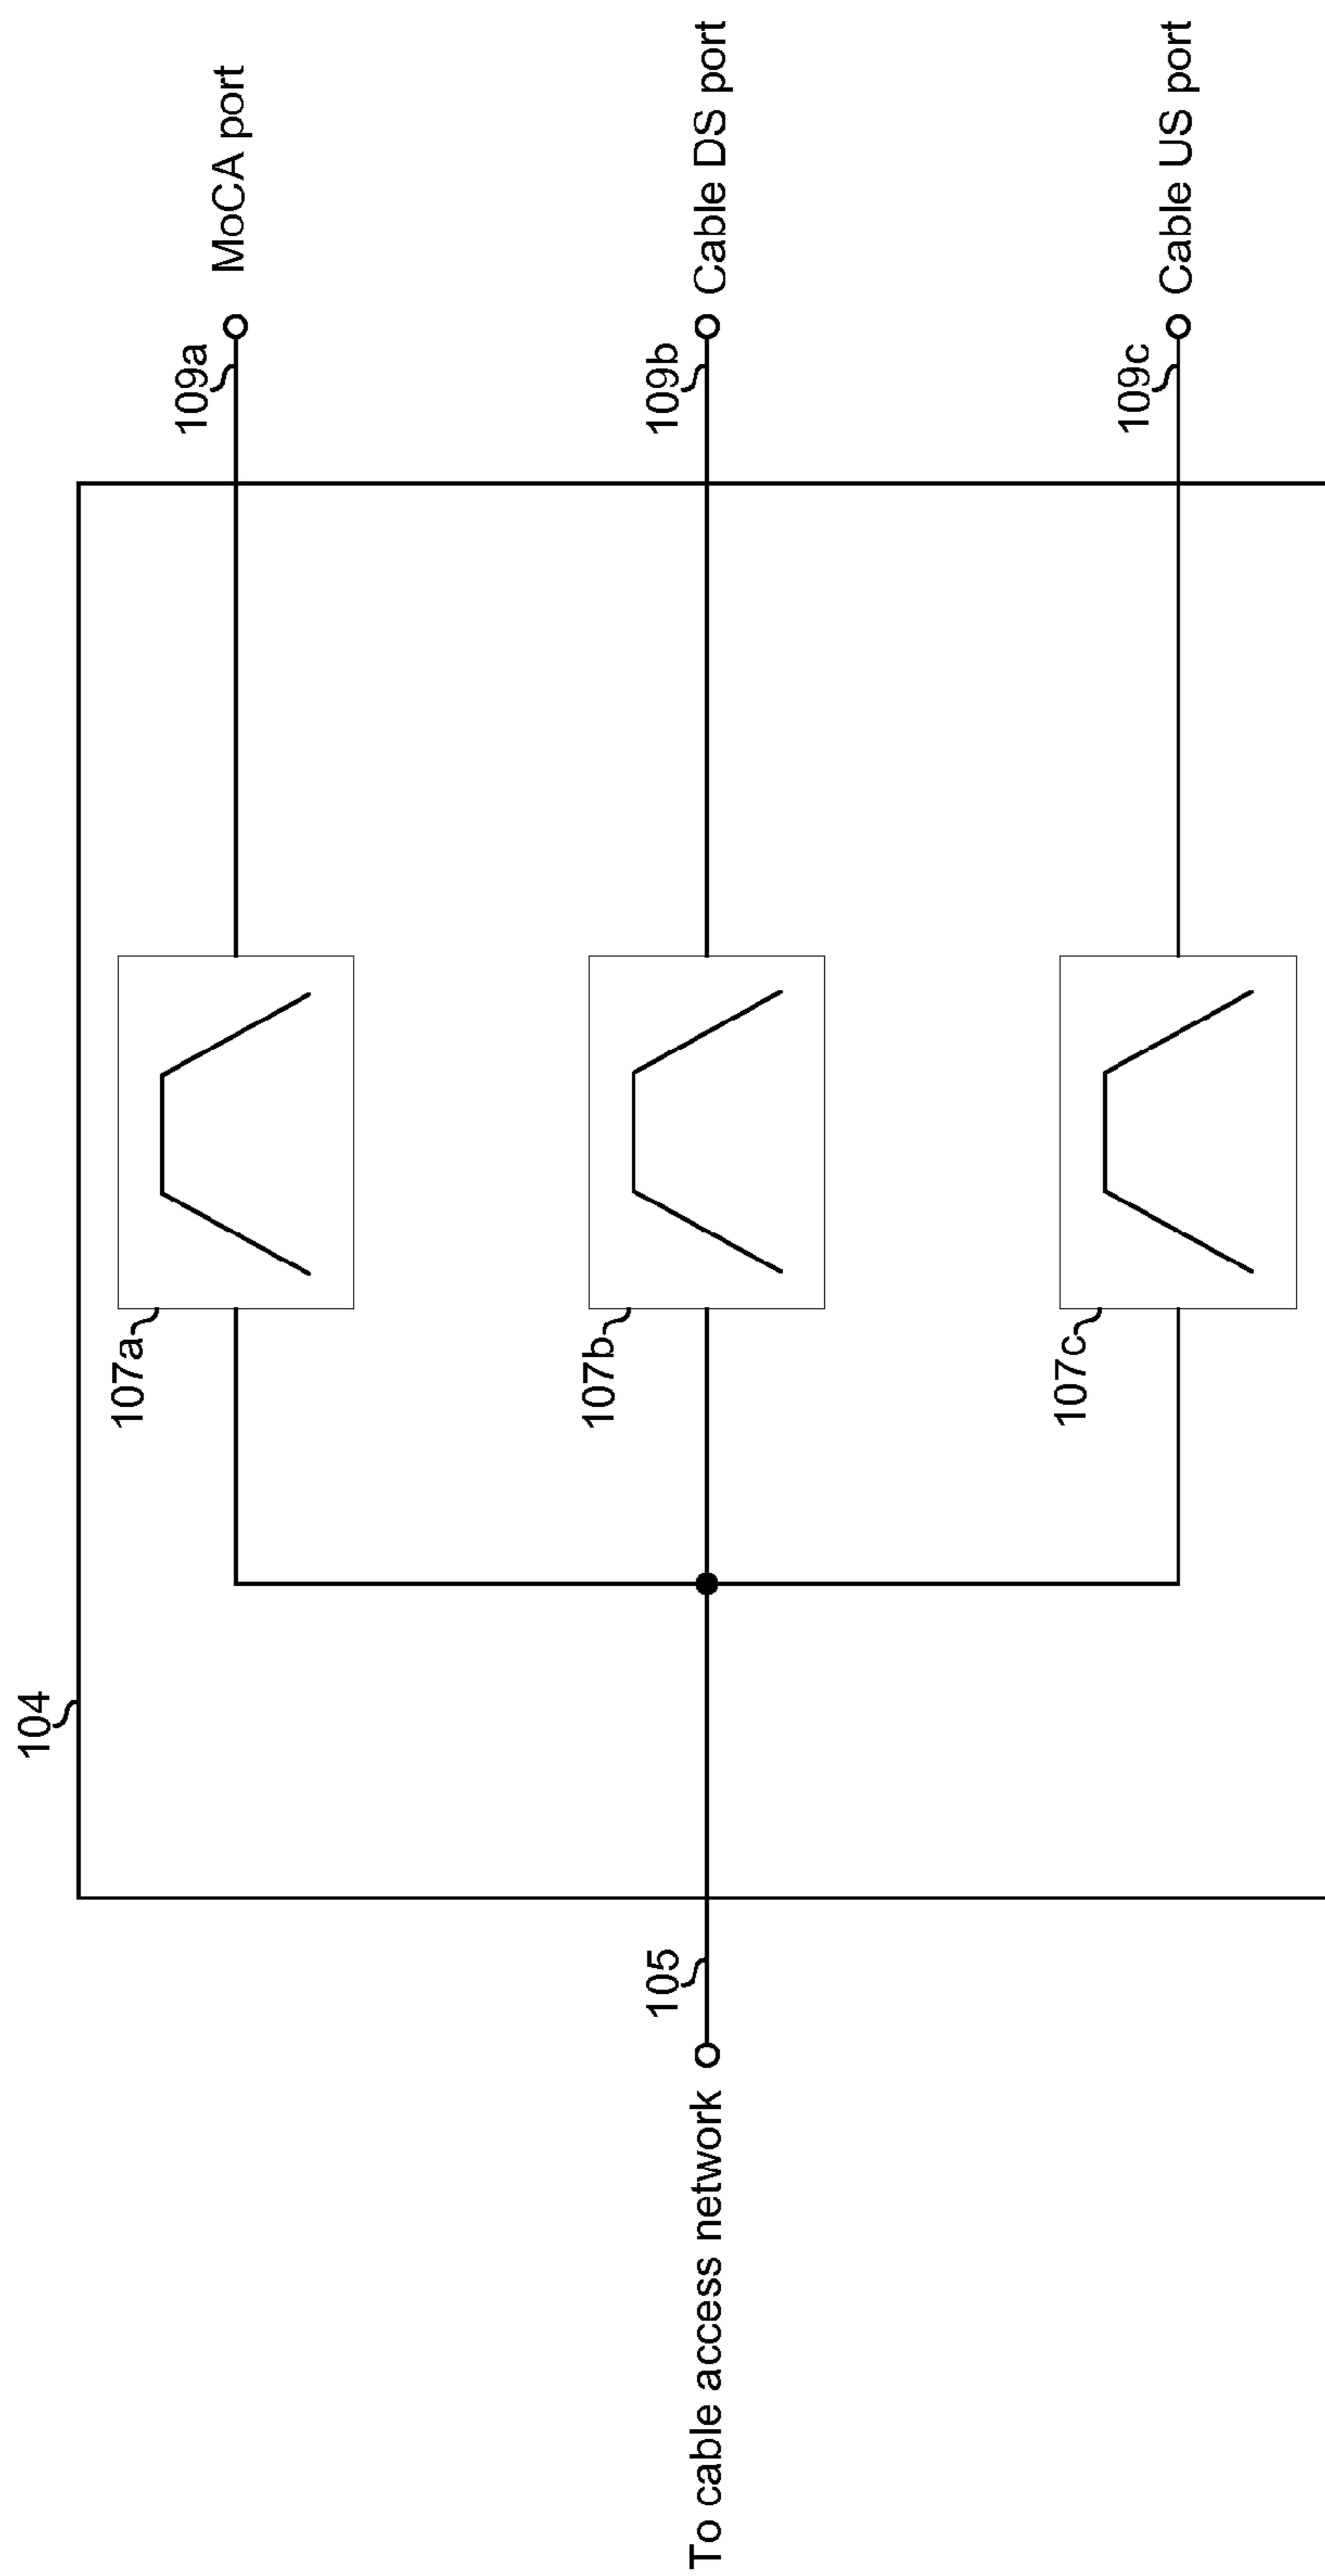 104
107a
109a
MoCA port
To cable access network
105
107b
109b
Cable DS port
107c
109c
Cable US port